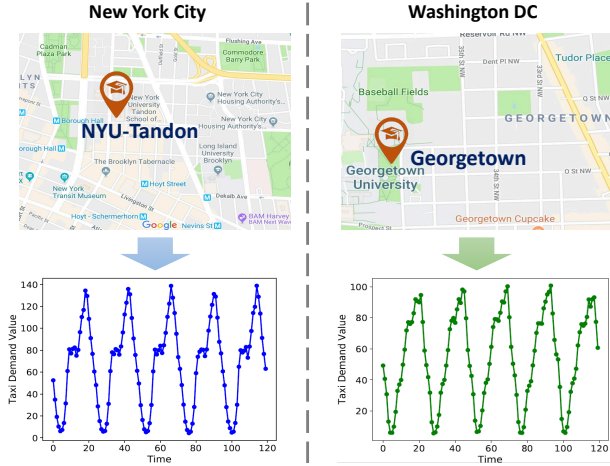 New York City
Washington DC
Cadman
Plaza Park
Flushing Ave
Commodore
Barry Park
LYN
TS
New York
University
Tandon
School of...
New York City
Housing Authority's...
NYU-Tandon
Borough Hall
New York City
Housing Authority's...
Long Island
University
Brooklyn
The Brooklyn Tabernacle
New York
Transit Museum
Hoyt Street
Dekalb Ave
Livingston St
Hoyt - Schermerhorn
Google
Nevins St
BAM Harvey
BAM Next Wave
Reservoir Rd NW
35th St NW
Dent Pl NW
33rd St NW
Tudor Place
Baseball Fields
GEORGETOWN
Georgetown
Georgetown
University
O St NW
O St NW
34th St NW
Georgetown Cupcake
Prospect St
Taxi Demand Value
140
120
100
80
60
40
20
0
0 20 40 60 80 100 120
Time
Taxi Demand Value
100
80
60
40
20
0 20 40 60 80 100 120
Time